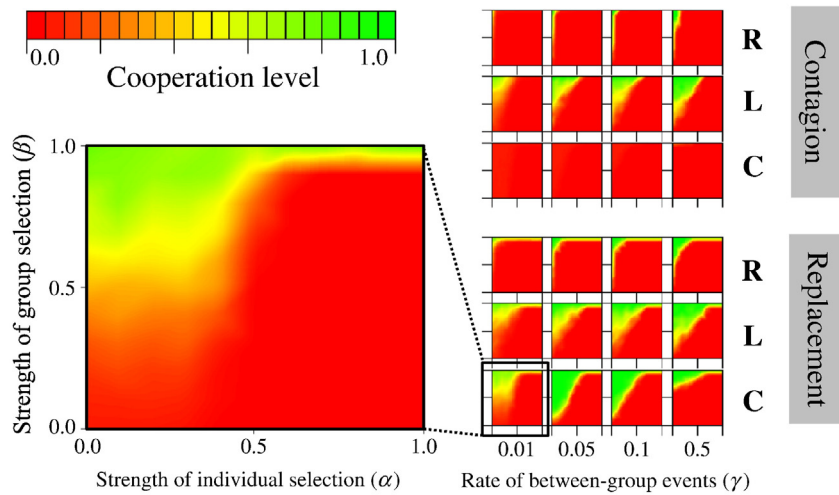 0.0 1.0
Cooperation level
Strength of group selection (β)
1.0
0.5
0.0
0.0 0.5 1.0
Strength of individual selection (α)
R
L
C
Contagion
R
L
C
Replacement
0.01 0.05 0.1 0.5
Rate of between-group events (γ)